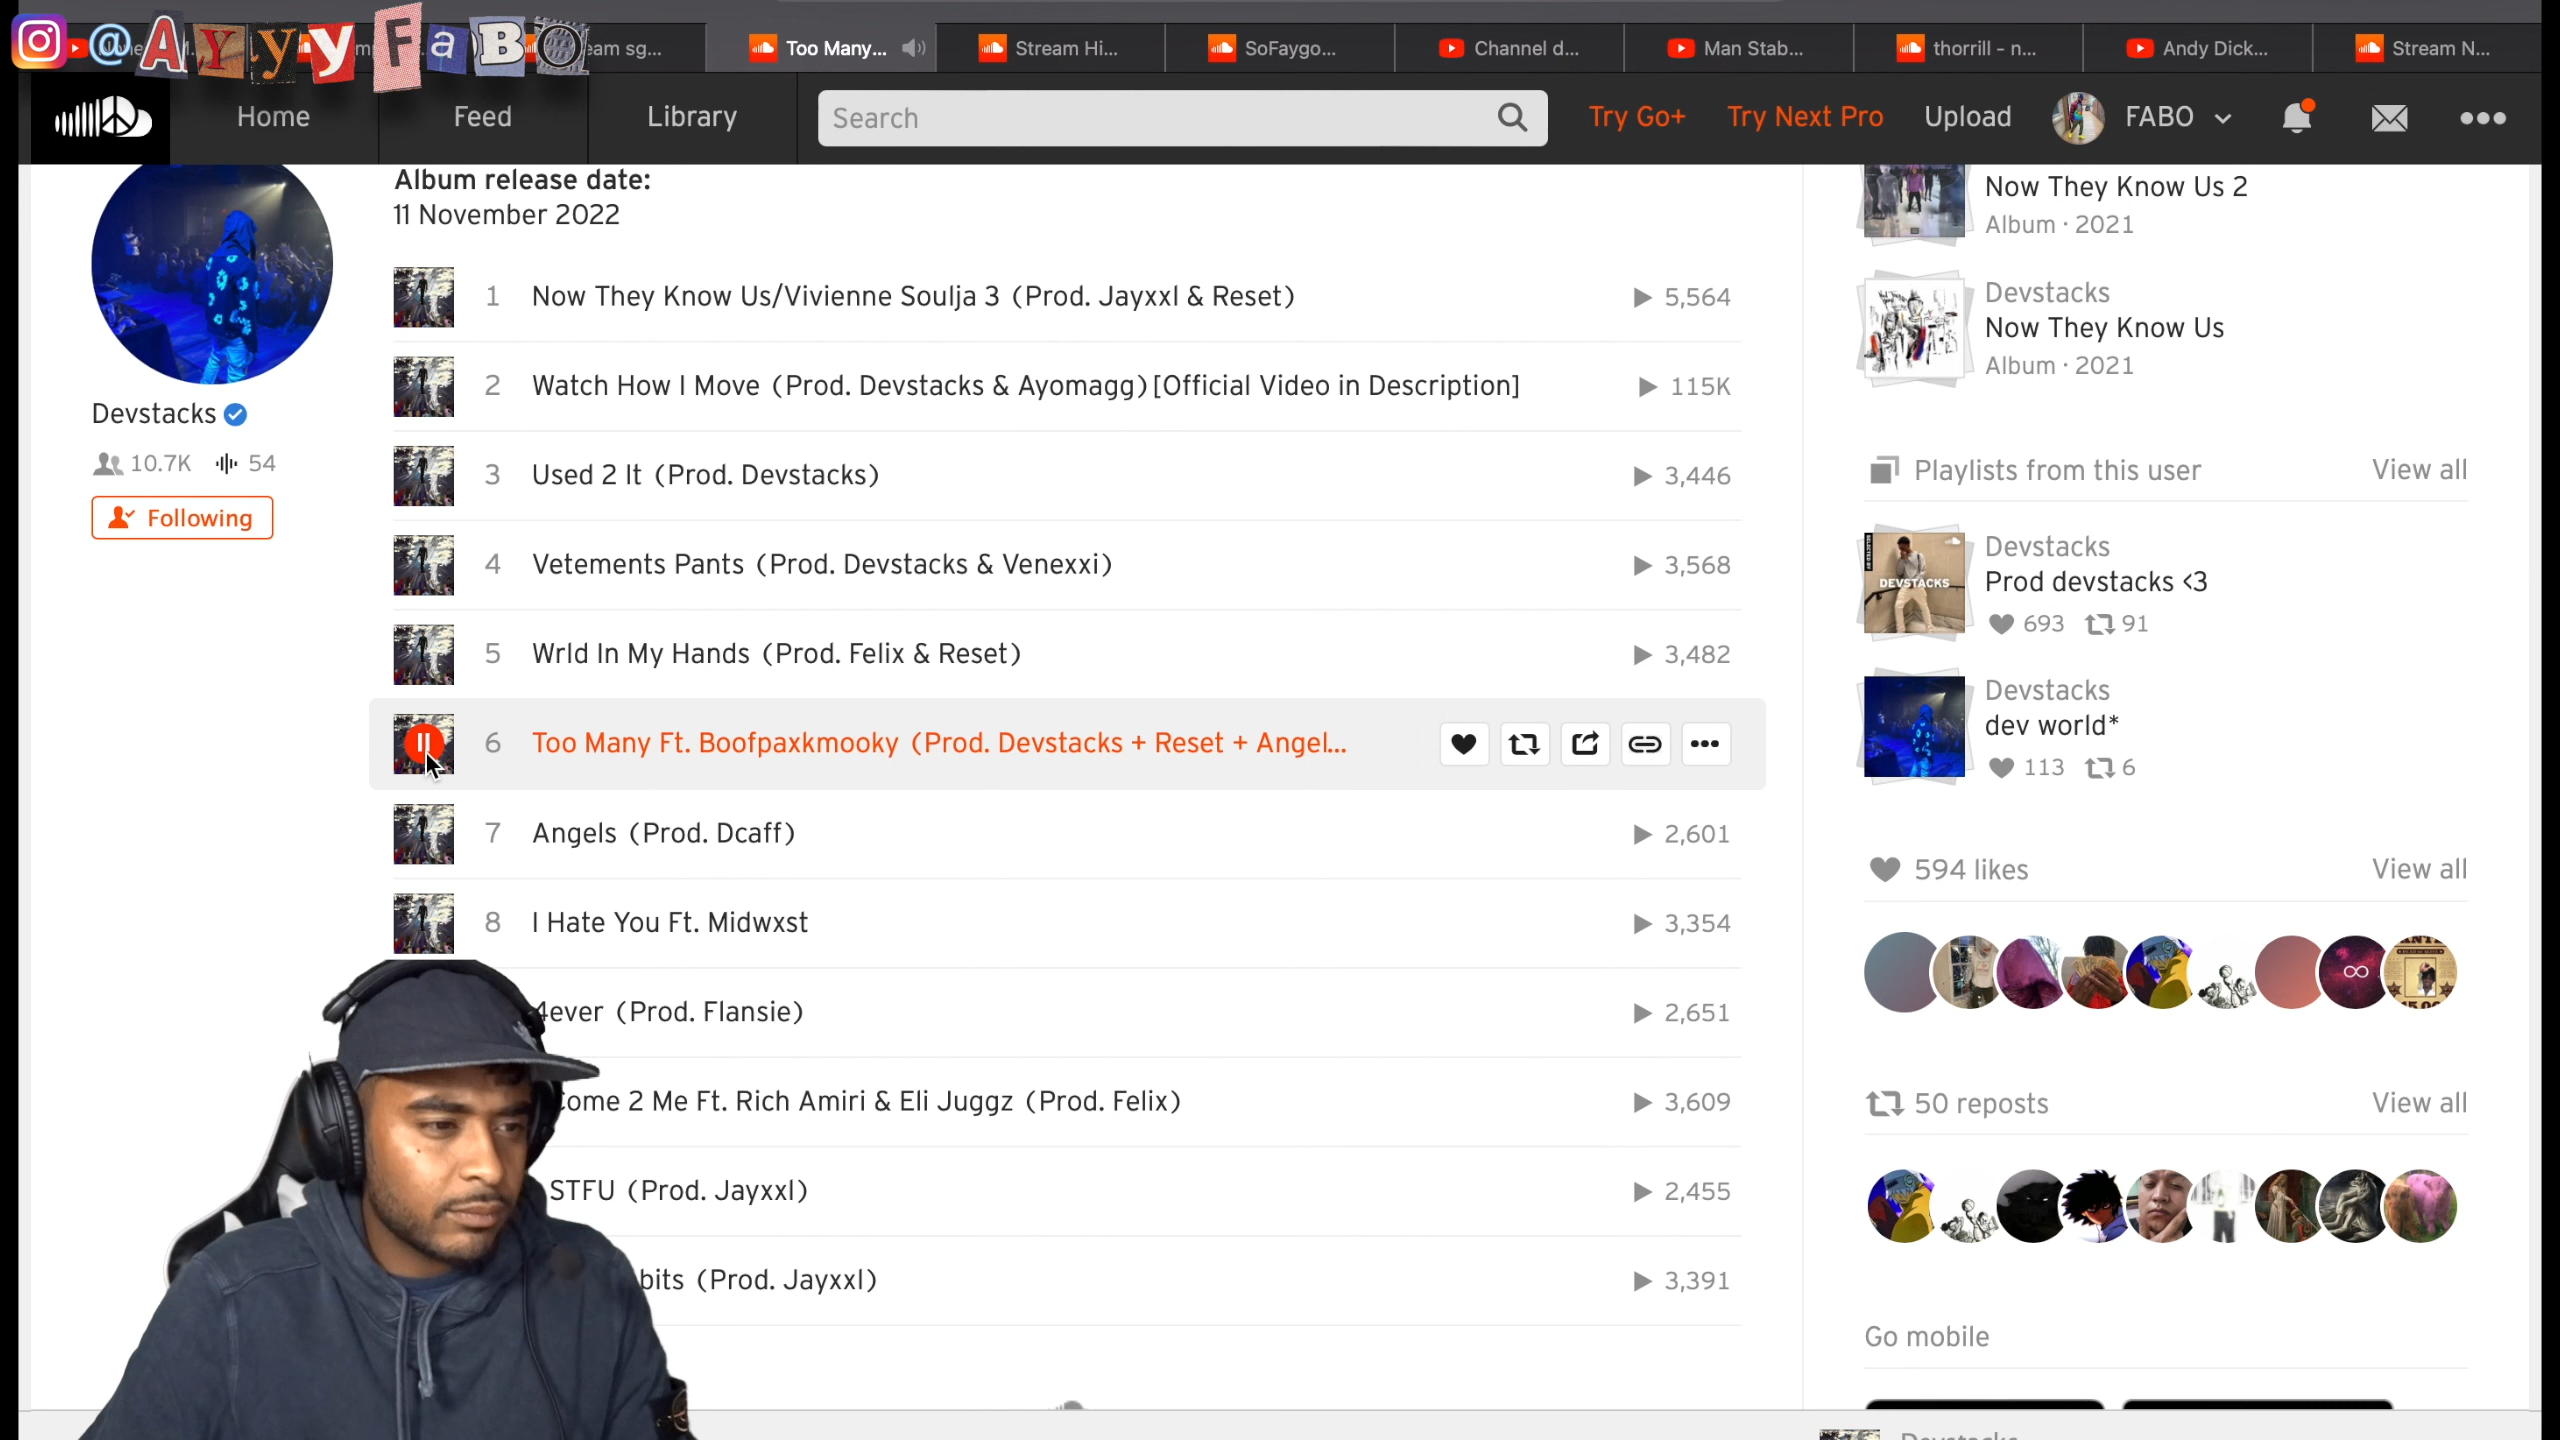 @AyyyFaBO
eam sg...
Too Many...
Stream Hi...
SoFaygo...
Channel d...
Man Stab...
thorrill - n...
Andy Dick...
Stream N...
Home
Feed
Library
Search
Try Go+
Try Next Pro
Upload
FABO
Album release date:
11 November 2022
Devstacks
10.7K
54
Following
1 Now They Know Us/Vivienne Soulja 3 (Prod. Jayxxl & Reset) 5,564
2 Watch How I Move (Prod. Devstacks & Ayomagg)[Official Video in Description] 115K
3 Used 2 It (Prod. Devstacks) 3,446
4 Vetements Pants (Prod. Devstacks & Venexxi) 3,568
5 Wrld In My Hands (Prod. Felix & Reset) 3,482
6 Too Many Ft. Boofpaxkmooky (Prod. Devstacks + Reset + Angel...
7 Angels (Prod. Dcaff) 2,601
8 I Hate You Ft. Midwxst 3,354
4ever (Prod. Flansie) 2,651
Come 2 Me Ft. Rich Amiri & Eli Juggz (Prod. Felix) 3,609
STFU (Prod. Jayxxl) 2,455
bits (Prod. Jayxxl) 3,391
Now They Know Us 2
Album · 2021
Devstacks
Now They Know Us
Album · 2021
Playlists from this user
View all
DEVSTACKS
Devstacks
Prod devstacks <3
693
91
Devstacks
dev world*
113
6
594 likes
View all
50 reposts
View all
Go mobile